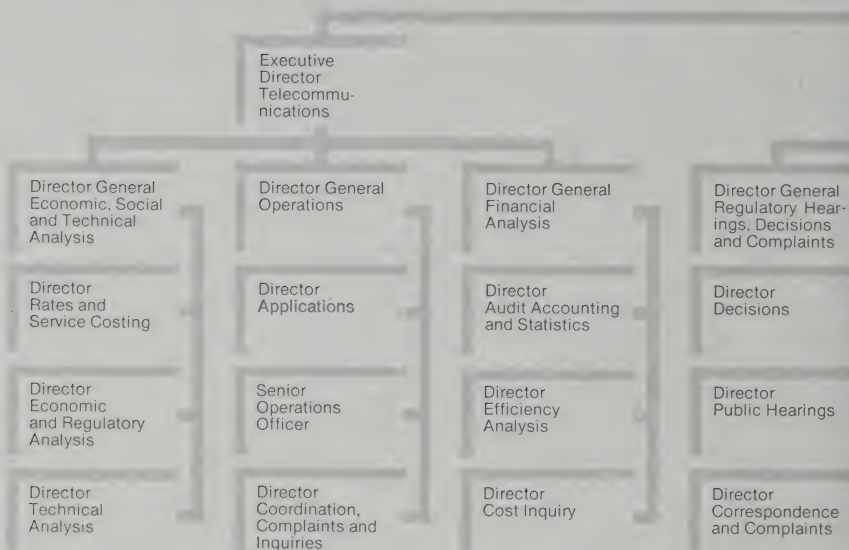 Executive
Director
Telecommu-
nications
Director General
Economic, Social
and Technical
Analysis
Director
Rates and
Service Costing
Director
Economic
and Regulatory
Analysis
Director
Technical
Analysis
Director General
Operations
Director
Applications
Senior
Operations
Officer
Director
Coordination,
Complaints and
Inquiries
Director General
Financial
Analysis
Director
Audit Accounting
and Statistics
Director
Efficiency
Analysis
Director
Cost Inquiry
Director General
Regulatory Hear-
ings, Decisions
and Complaints
Director
Decisions
Director
Public Hearings
Director
Correspondence
and Complaints